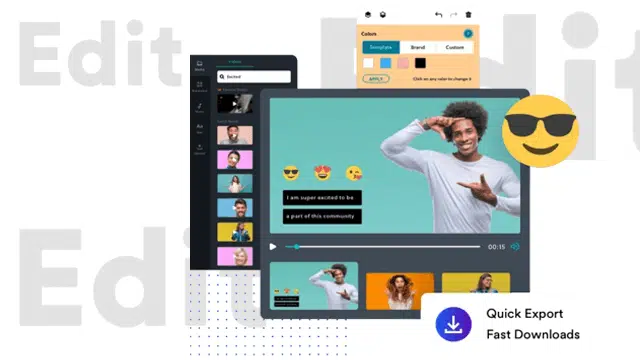 Edit
Edit
Edit
Colors
Template Brand Custom
APPLY Click on any color to change it
Excited
I am super excited to be
a part of this community
00:15
Quick Export
Fast Downloads